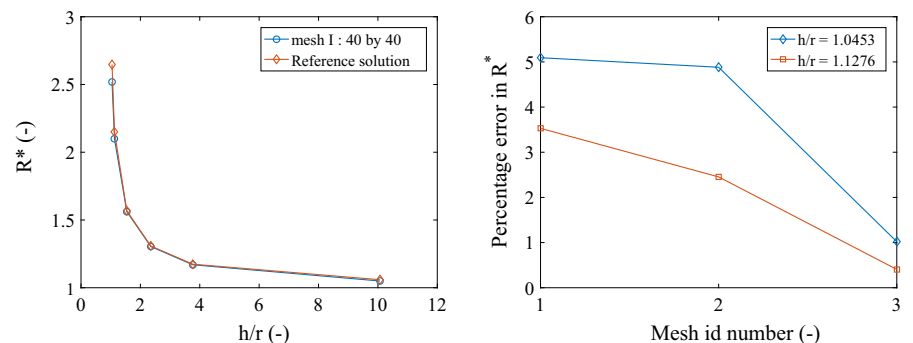 3
2.5
2
1.5
1
0 2 4 6 8 10 12
R* (-)
h/r (-)
mesh I : 40 by 40
Reference solution
6
5
4
3
2
1
0
1 2 3
Percentage error in R*
Mesh id number (-)
h/r = 1.0453
h/r = 1.1276